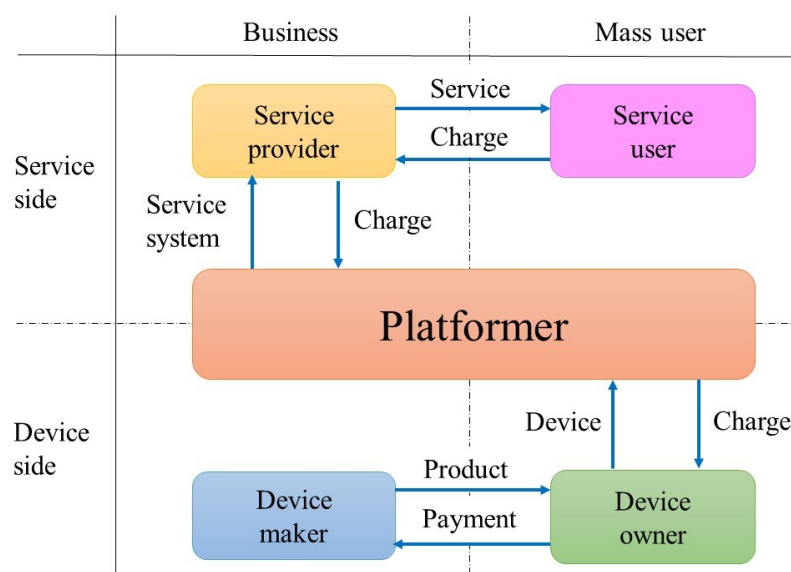 Business
Mass user
Service
side
Service
provider
Service
Charge
Service
user
Service
system
Charge
Platformer
Device
side
Device
Charge
Device
maker
Product
Payment
Device
owner